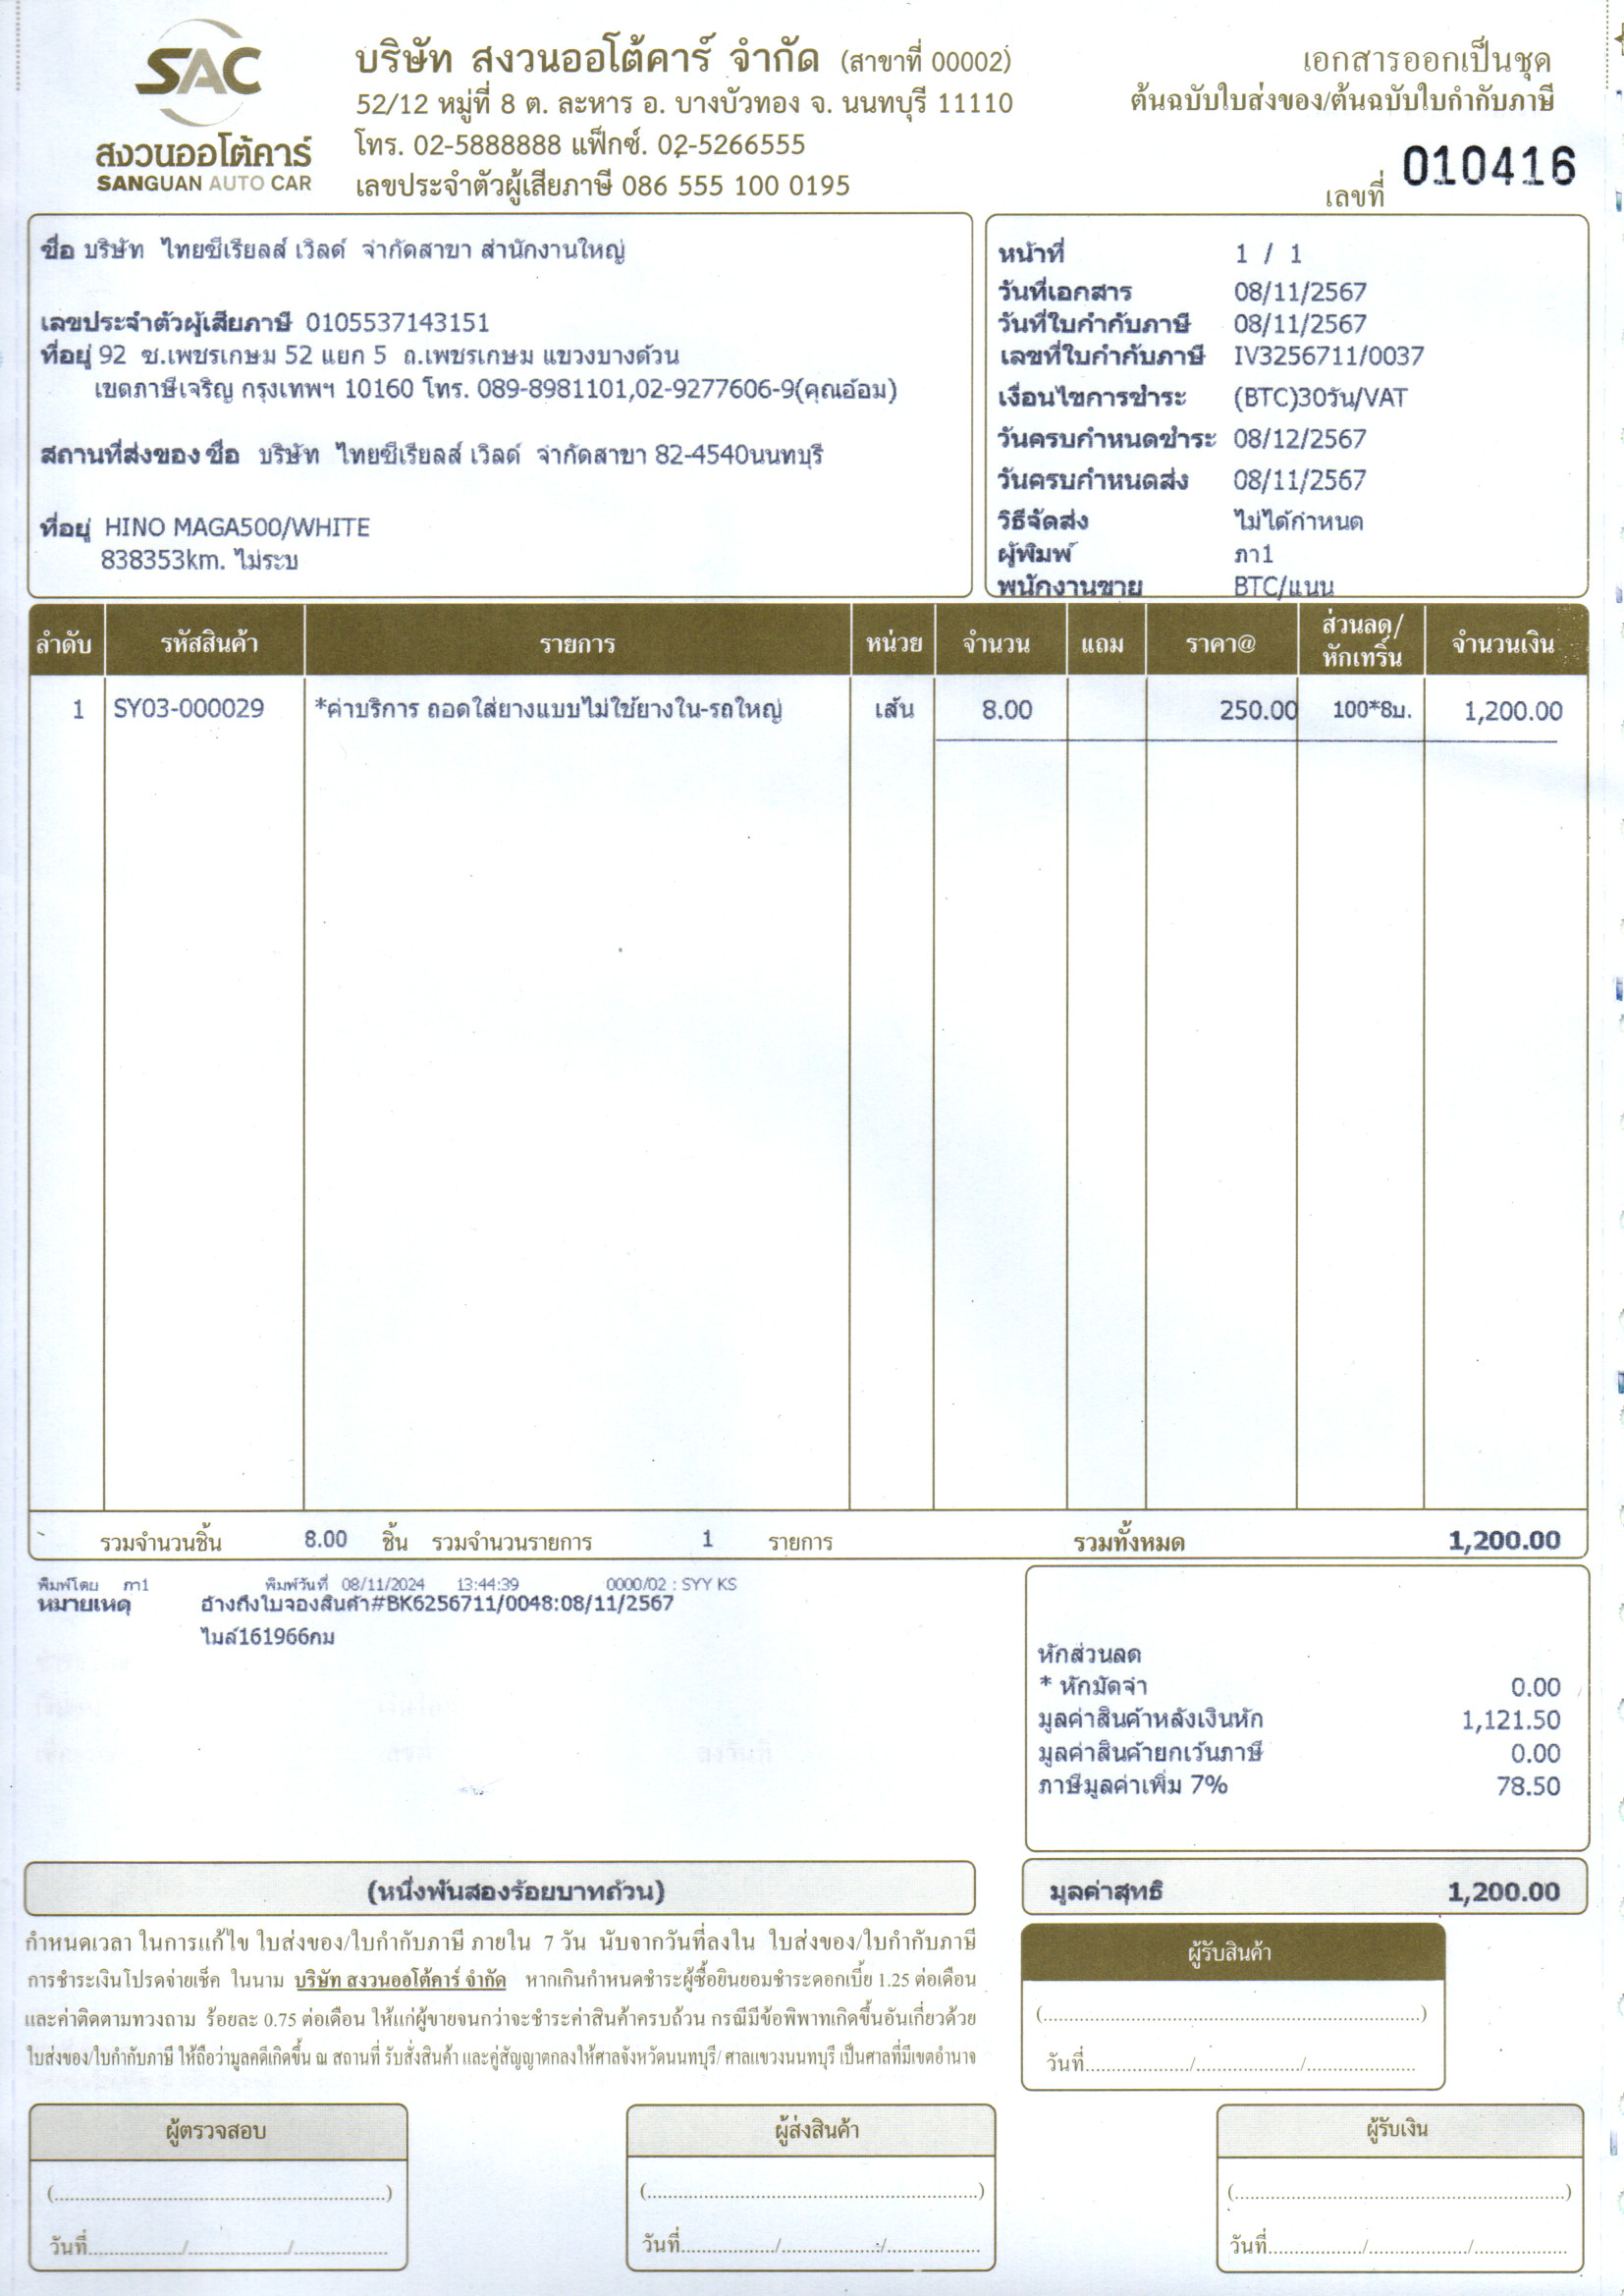 SAC
สงวนออโต้คาร์
SANGUAN AUTO CAR
บริษัท สงวนออโต้คาร์ จำกัด (สาขาที่ 00002)
52/12 หมู่ที่ 8 ต. ละหาร อ. บางบัวทอง จ. นนทบุรี 11110
โทร. 02-5888888 แฟ็กซ์. 02-5266555
เลขประจำตัวผู้เสียภาษี 086 555 100 0195
เอกสารออกเป็นชุด
ต้นฉบับใบส่งของ/ต้นฉบับใบกำกับภาษี
เลขที่ 010416
ชื่อ บริษัท ไทยซีเรียลส์ เวิลด์ จำกัดสาขา สำนักงานใหญ่
เลขประจำตัวผู้เสียภาษี 0105537143151
ที่อยู่ 92 ซ.เพชรเกษม 52 แยก 5 ถ.เพชรเกษม แขวงบางด้วน
เขตภาษีเจริญ กรุงเทพฯ 10160 โทร. 089-8981101,02-9277606-9(คุณอ้อม)
สถานที่ส่งของ ชื่อ บริษัท ไทยซีเรียลส์ เวิลด์ จำกัดสาขา 82-4540นนทบุรี
ที่อยู่ HINO MAGA500/WHITE
838353km. ไม่ระบ
หน้าที่ 1 / 1
วันที่เอกสาร 08/11/2567
วันที่ใบกำกับภาษี 08/11/2567
เลขที่ใบกำกับภาษี IV3256711/0037
เงื่อนไขการชำระ (BTC)30วัน/VAT
วันครบกำหนดชำระ 08/12/2567
วันครบกำหนดส่ง 08/11/2567
วิธีจัดส่ง ไม่ได้กำหนด
ผู้พิมพ์ ภา1
พนักงานขาย BTC/แนน
ลำดับ รหัสสินค้า รายการ หน่วย จำนวน แถม ราคา@ ส่วนลด/หักเทริ์น จำนวนเงิน
1 SY03-000029 *ค่าบริการ ถอดใส่ยางแบบไม่ใช้ยางใน-รถใหญ่ เส้น 8.00 250.00 100*8บ. 1,200.00
รวมจำนวนชิ้น 8.00 ชิ้น รวมจำนวนรายการ 1 รายการ รวมทั้งหมด 1,200.00
พิมพ์โดย ภา1 พิมพ์วันที่ 08/11/2024 13:44:39 0000/02 : SYY KS
หมายเหตุ อ้างถึงใบจองสินค้า#BK6256711/0048:08/11/2567
ไมล์161966กม
หักส่วนลด
* หักมัดจำ 0.00
มูลค่าสินค้าหลังเงินหัก 1,121.50
มูลค่าสินค้ายกเว้นภาษี 0.00
ภาษีมูลค่าเพิ่ม 7% 78.50
(หนึ่งพันสองร้อยบาทถ้วน)
มูลค่าสุทธิ 1,200.00
กำหนดเวลา ในการแก้ไข ใบส่งของ/ใบกำกับภาษี ภายใน 7 วัน นับจากวันที่ลงใน ใบส่งของ/ใบกำกับภาษี
การชำระเงินโปรดจ่ายเช็ค ในนาม บริษัท สงวนออโต้คาร์ จำกัด หากเกินกำหนดชำระผู้ซื้อยินยอมชำระดอกเบี้ย 1.25 ต่อเดือน
และค่าติดตามทวงถาม ร้อยละ 0.75 ต่อเดือน ให้แก่ผู้ขายจนกว่าจะชำระค่าสินค้าครบถ้วน กรณีมีข้อพิพาทเกิดขึ้นอันเกี่ยวด้วย
ใบส่งของ/ใบกำกับภาษี ให้ถือว่ามูลคดีเกิดขึ้น ณ สถานที่ รับสั่งสินค้า และคู่สัญญาตกลงให้ศาลจังหวัดนนทบุรี/ ศาลแขวงนนทบุรี เป็นศาลที่มีเขตอำนาจ
ผู้รับสินค้า
(..............................)
วันที่............/............/............
ผู้ตรวจสอบ
(..............................)
วันที่............/............/............
ผู้ส่งสินค้า
(..............................)
วันที่............/............/............
ผู้รับเงิน
(..............................)
วันที่............/............/............